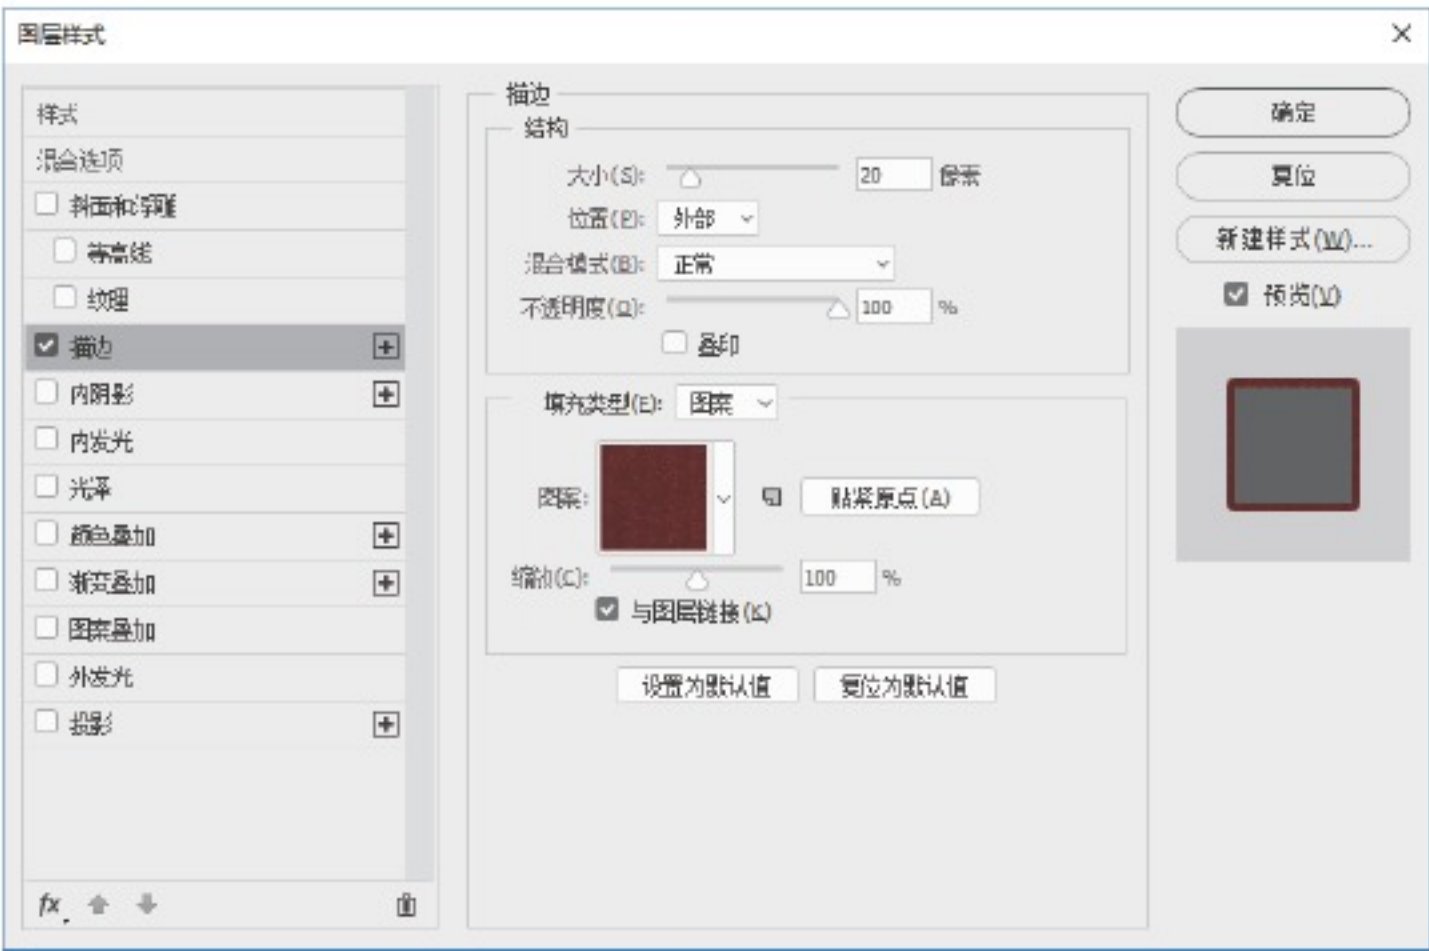 图层样式
样式
混合选项
斜面和浮雕
等高线
纹理
描边
内阴影
内发光
光泽
颜色叠加
渐变叠加
图案叠加
外发光
投影
fx
描边
结构
大小(S): 20 像素
位置(P): 外部
混合模式(B): 正常
不透明度(O): 100 %
叠印
填充类型(E): 图案
图案: 贴紧原点(A)
缩放(C): 100 %
与图层链接(K)
设置为默认值 复位为默认值
确定
复位
新建样式(W)...
预览(V)